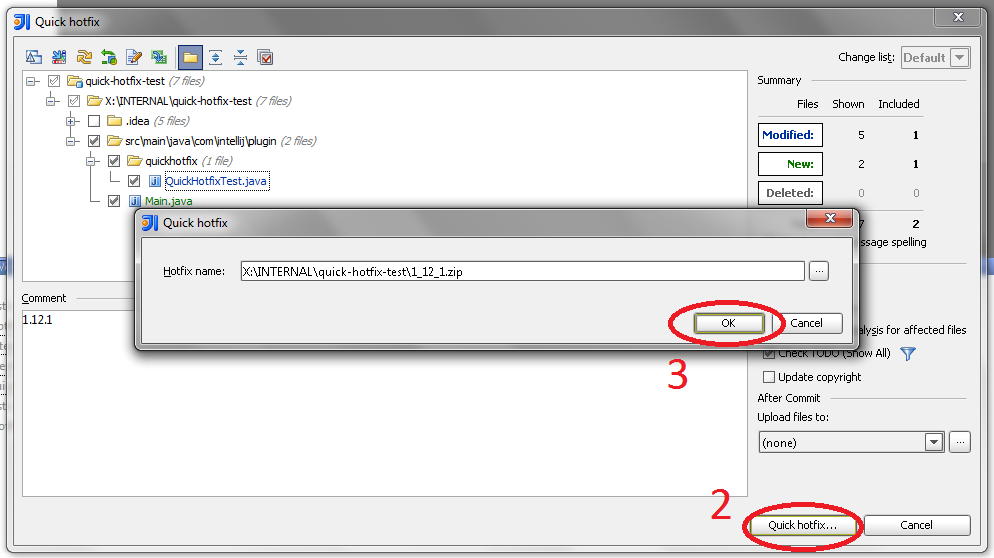 Quick hotfix
Change list: Default
quick-hotfix-test (7 files)
X:\INTERNAL\quick-hotfix-test (7 files)
.idea (5 files)
src\main\java\com\intellij\plugin (2 files)
quickhotfix (1 file)
QuickHotfixTest.java
Main.java
Summary
Files Shown Included
Modified: 5 1
New: 2 1
Deleted: 0 0
7 2
ssage spelling
Quick hotfix
Hotfix name: X:\INTERNAL\quick-hotfix-test\1_12_1.zip ...
OK Cancel
3
Comment
1.12.1
alysis for affected files
Check TODO (Show All)
Update copyright
After Commit
Upload files to:
(none) ...
2
Quick hotfix... Cancel